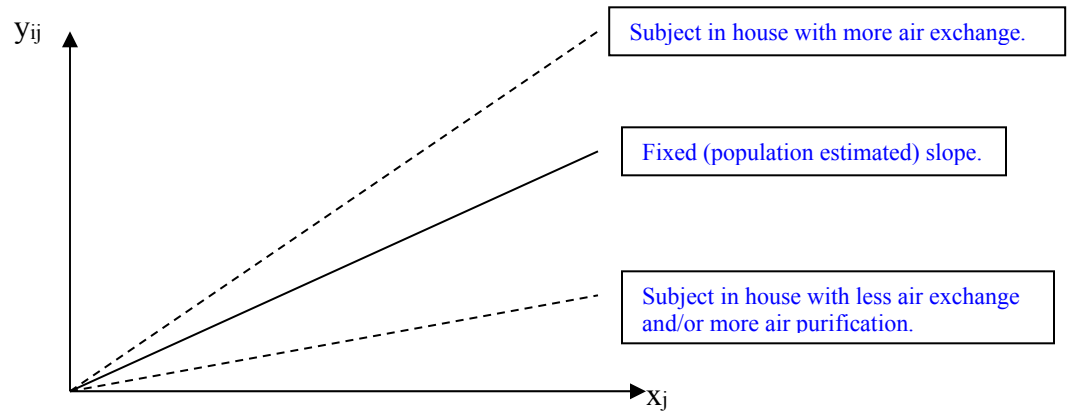 yij
Subject in house with more air exchange.
Fixed (population estimated) slope.
Subject in house with less air exchange
and/or more air purification.
xj